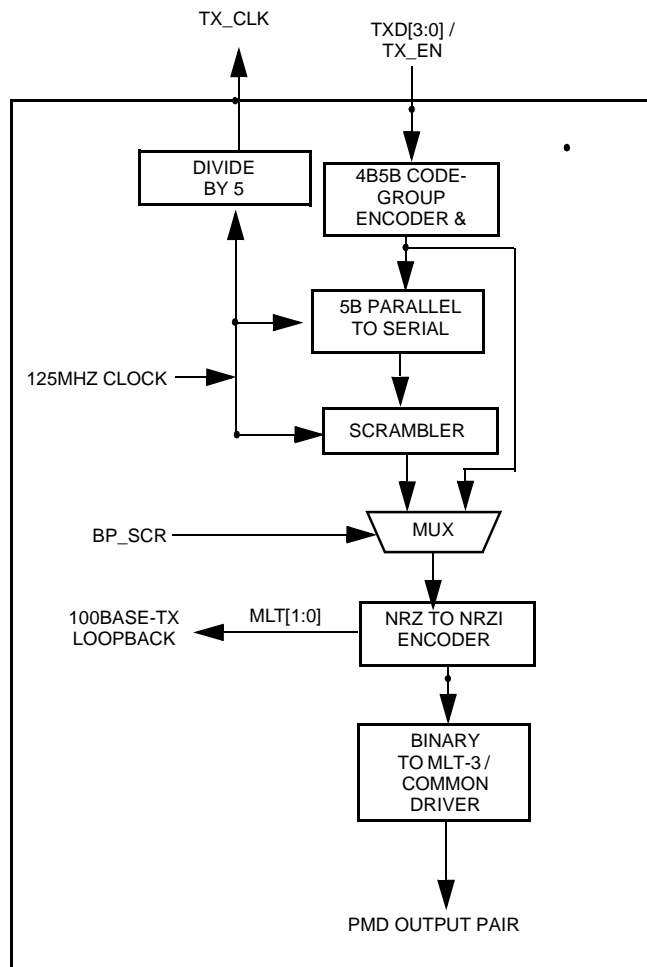 TX_CLK
TXD[3:0] /
TX_EN
DIVIDE
BY 5
4B5B CODE-
GROUP
ENCODER &
5B PARALLEL
TO SERIAL
125MHZ CLOCK
SCRAMBLER
BP_SCR
MUX
100BASE-TX
LOOPBACK
MLT[1:0]
NRZ TO NRZI
ENCODER
BINARY
TO MLT-3 /
COMMON
DRIVER
PMD OUTPUT PAIR